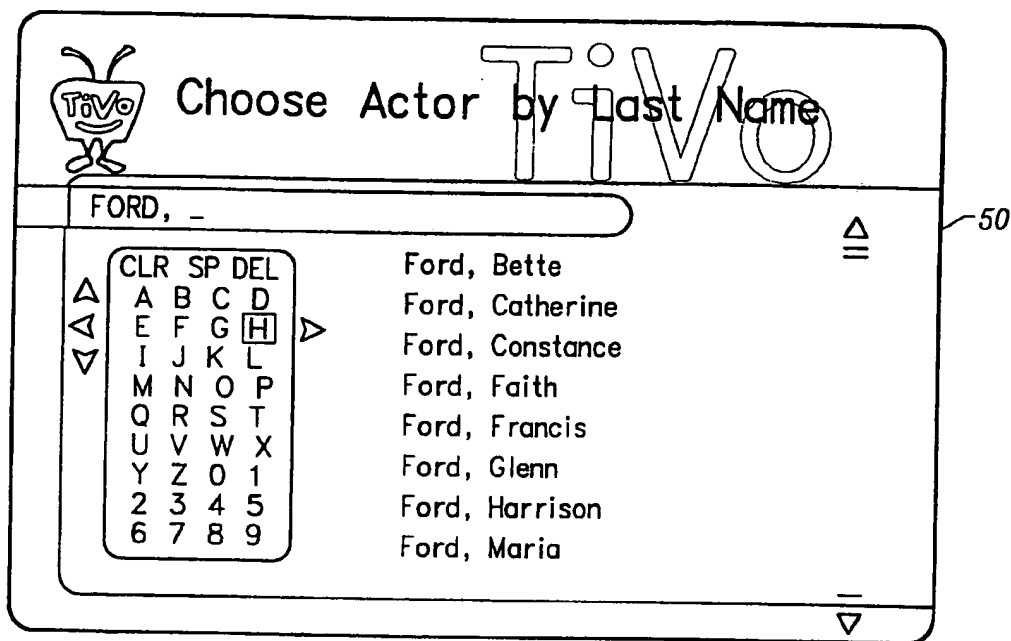 TiVo
TiVo
Choose Actor by Last Name
FORD, _
50
CLR SP DEL
A B C D
E F G H
I J K L
M N O P
Q R S T
U V W X
Y Z 0 1
2 3 4 5
6 7 8 9
Ford, Bette
Ford, Catherine
Ford, Constance
Ford, Faith
Ford, Francis
Ford, Glenn
Ford, Harrison
Ford, Maria